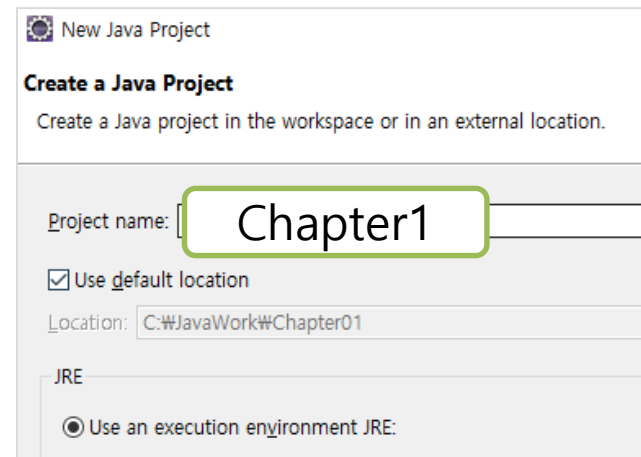 New Java Project
Create a Java Project
Create a Java project in the workspace or in an external location.
Project name: Chapter1
Use default location
Location: C:₩JavaWork₩Chapter01
JRE
Use an execution environment JRE: